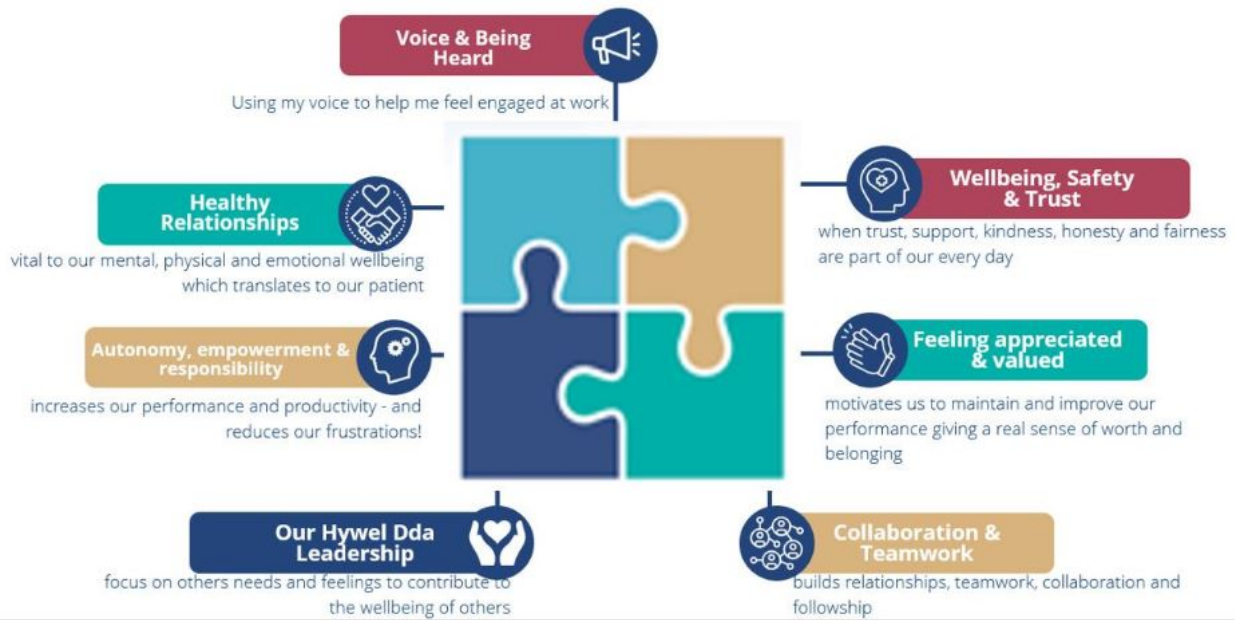 Voice & Being
Heard
Using my voice to help me feel engaged at work
Healthy
Relationships
vital to our mental, physical and emotional wellbeing
which translates to our patient
Autonomy, empowerment &
responsibility
increases our performance and productivity - and
reduces our frustrations!
Our Hywel Dda
Leadership
focus on others needs and feelings to contribute to
the wellbeing of others
Wellbeing, Safety
& Trust
when trust, support, kindness, honesty and fairness
are part of our every day
Feeling appreciated
& valued
motivates us to maintain and improve our
performance giving a real sense of worth and
belonging
Collaboration &
Teamwork
builds relationships, teamwork, collaboration and
followship